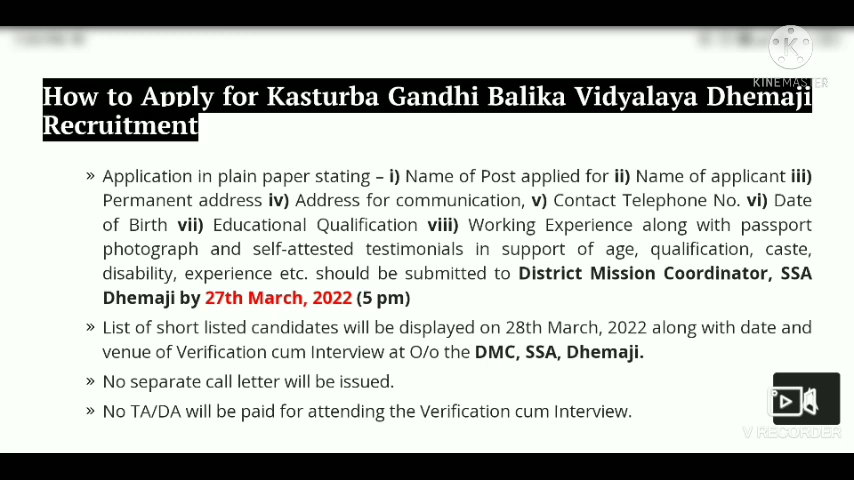 KINEMASTER
How to Apply for Kasturba Gandhi Balika Vidyalaya Dhemaji
Recruitment
» Application in plain paper stating – i) Name of Post applied for ii) Name of applicant iii)
Permanent address iv) Address for communication, v) Contact Telephone No. vi) Date
of Birth vii) Educational Qualification viii) Working Experience along with passport
photograph and self-attested testimonials in support of age, qualification, caste,
disability, experience etc. should be submitted to District Mission Coordinator, SSA
Dhemaji by 27th March, 2022 (5 pm)
» List of short listed candidates will be displayed on 28th March, 2022 along with date and
venue of Verification cum Interview at O/o the DMC, SSA, Dhemaji.
» No separate call letter will be issued.
» No TA/DA will be paid for attending the Verification cum Interview.
V RECORDER